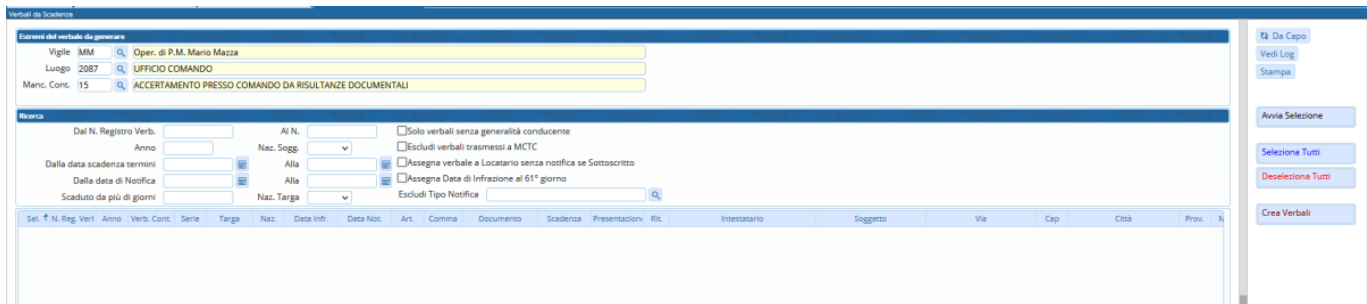 Verbali da Scadenze
Estremi del verbale da generare
Vigile MM Oper. di P.M. Mario Mazza
Luogo 2087 UFFICIO COMANDO
Manc. Cont. 15 ACCERTAMENTO PRESSO COMANDO DA RISULTANZE DOCUMENTALI
Ricerca
Dal N. Registro Verb. Al N. Solo verbali senza generalità conducente
Anno Naz. Sogg. Escludi verbali trasmessi a MCTC
Dalla data scadenza termini Alla Assegna verbale a Locatario senza notifica se Sottoscritto
Dalla data di Notifica Alla Assegna Data di Infrazione al 61° giorno
Scaduto da più di giorni Naz. Targa Escludi Tipo Notifica
Sel. N. Reg. Vert Anno Verb. Cont. Serie Targa Naz. Data Infr. Data Not. Art. Comma Documento Scadenza Presentazion Rit. Intestatario Soggetto Via Cap Città Prov. N
Da Capo
Vedi Log
Stampa
Avvia Selezione
Seleziona Tutti
Deseleziona Tutti
Crea Verbali